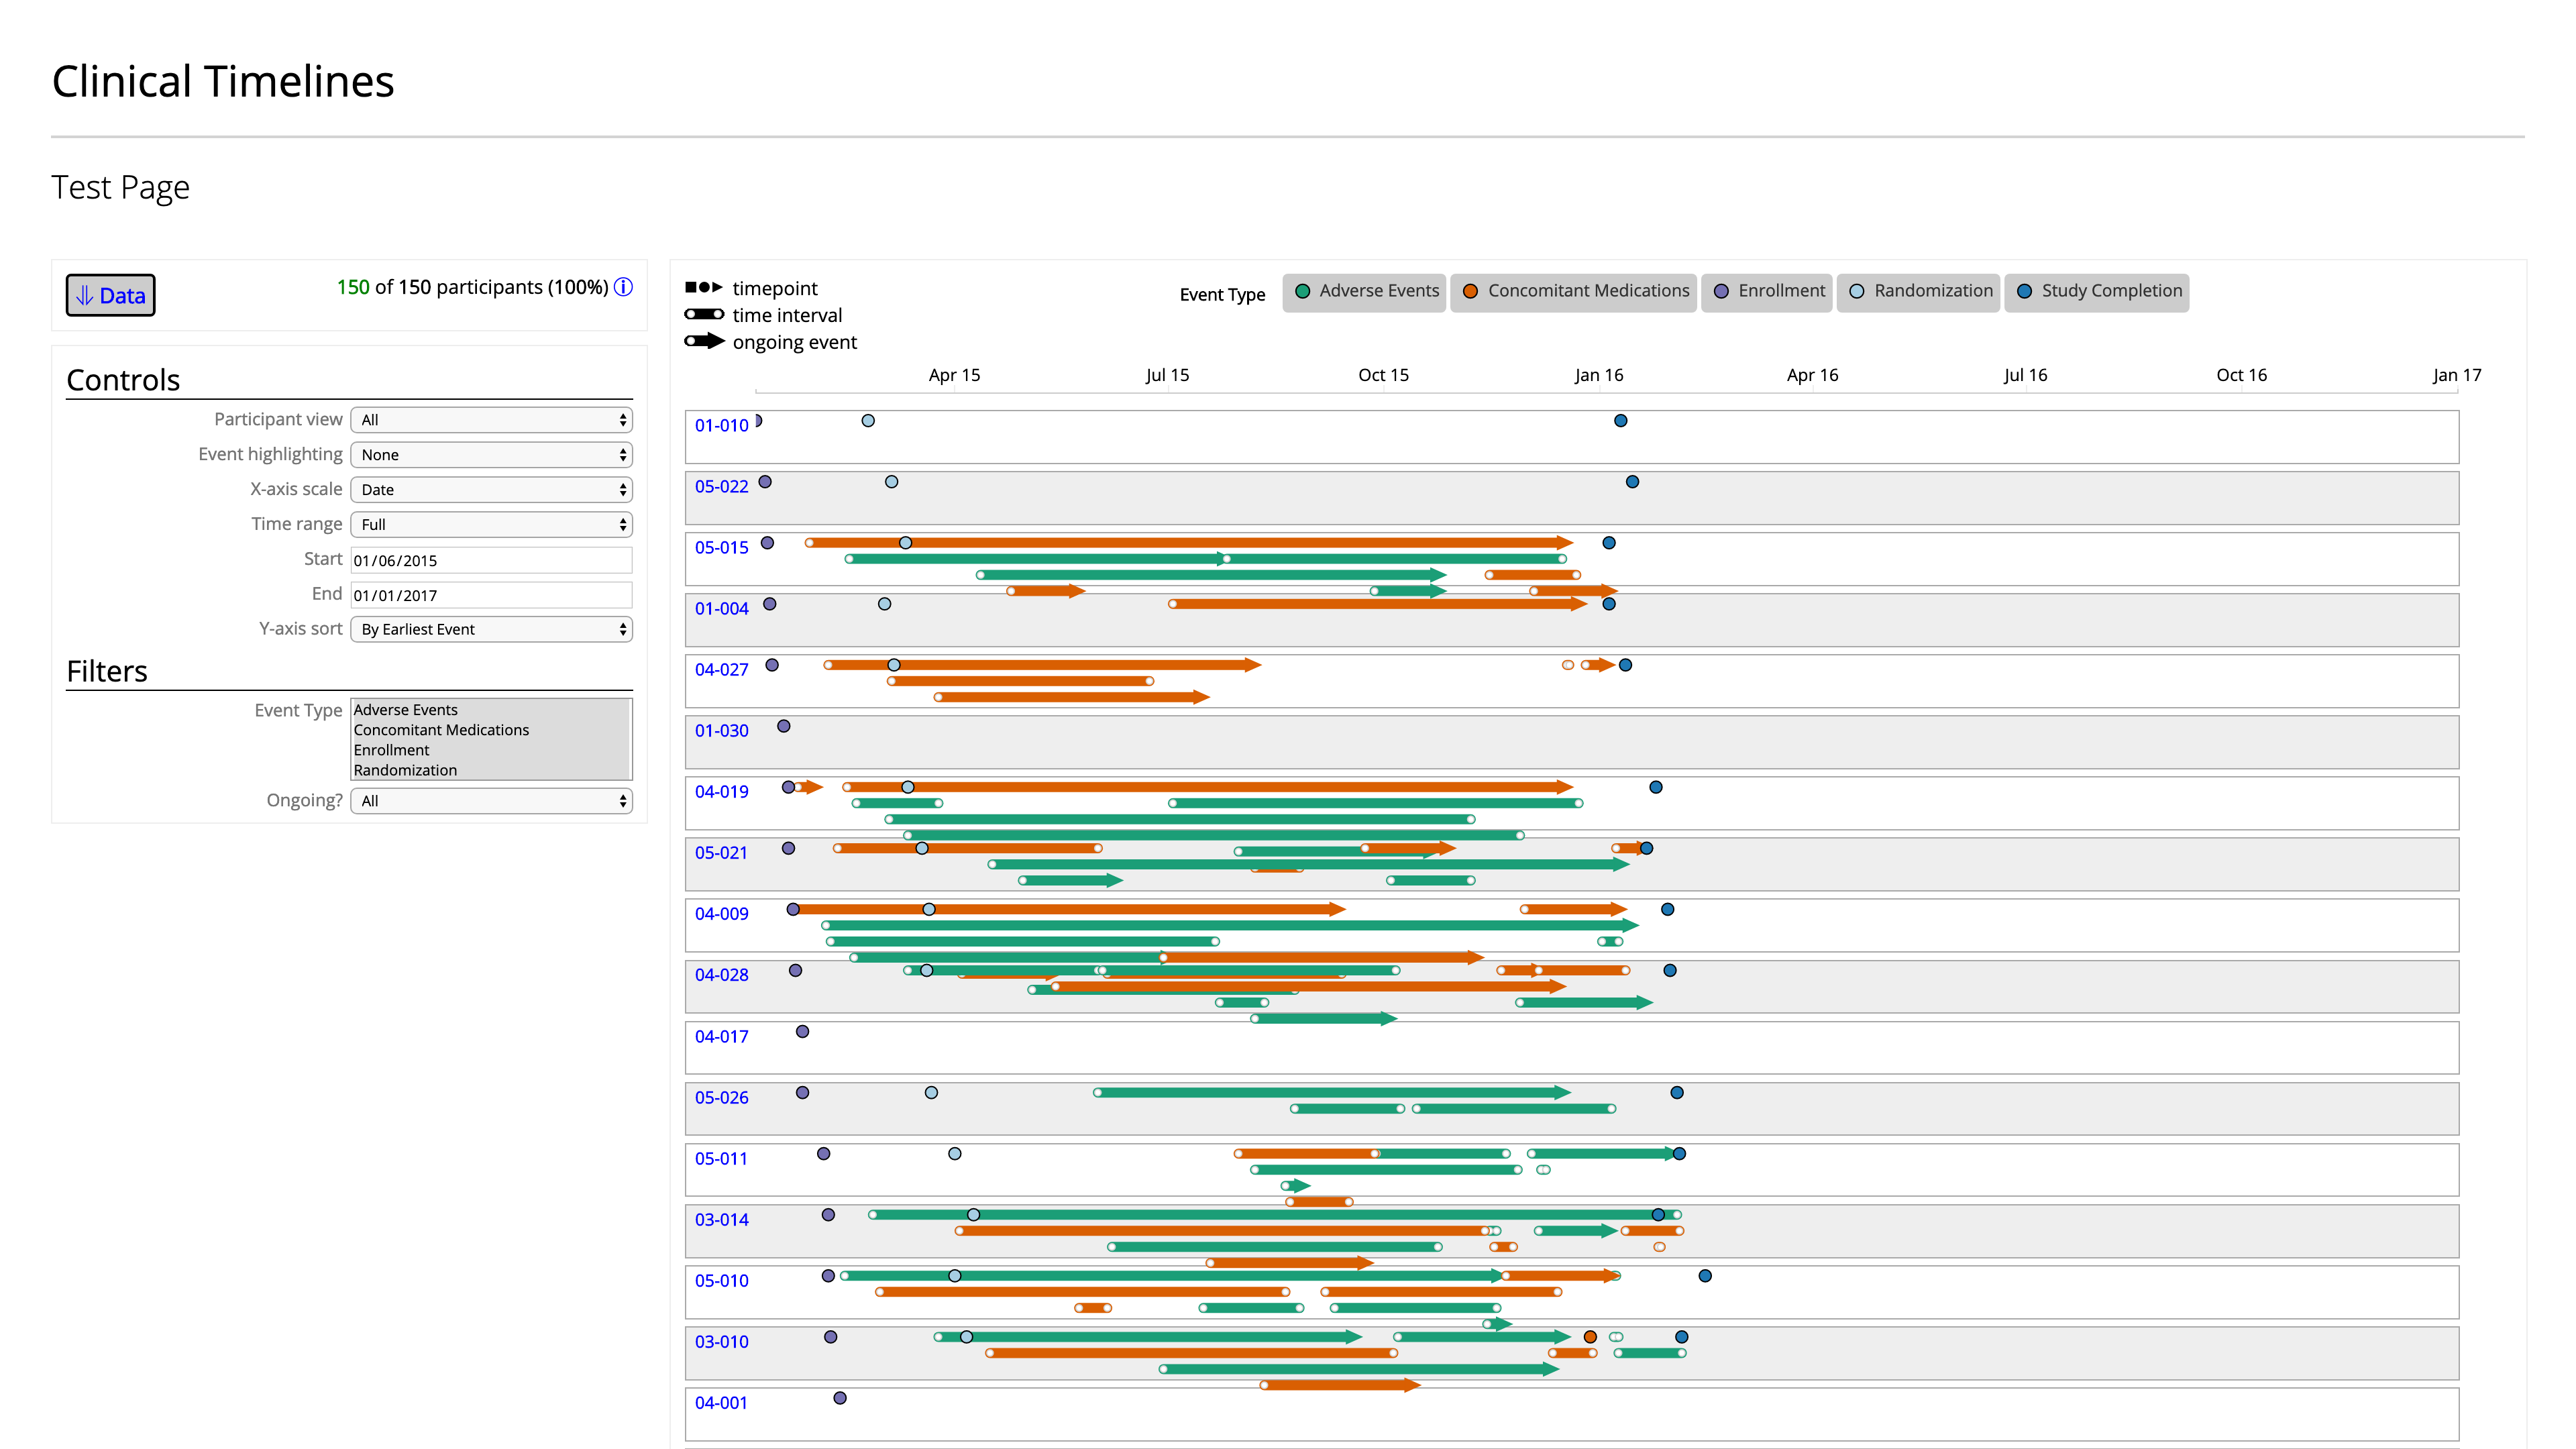 Clinical Timelines
Test Page
⇓ Data
150 of 150 participants (100%) ⓘ
Controls
Participant view All
Event highlighting None
X-axis scale Date
Time range Full
Start 01/06/2015
End 01/01/2017
Y-axis sort By Earliest Event
Filters
Event Type
Adverse Events
Concomitant Medications
Enrollment
Randomization
Ongoing? All
timepoint
time interval
ongoing event
Event Type Adverse Events Concomitant Medications Enrollment Randomization Study Completion
Apr 15 Jul 15 Oct 15 Jan 16 Apr 16 Jul 16 Oct 16 Jan 17
01-010
05-022
05-015
01-004
04-027
01-030
04-019
05-021
04-009
04-028
04-017
05-026
05-011
03-014
05-010
03-010
04-001